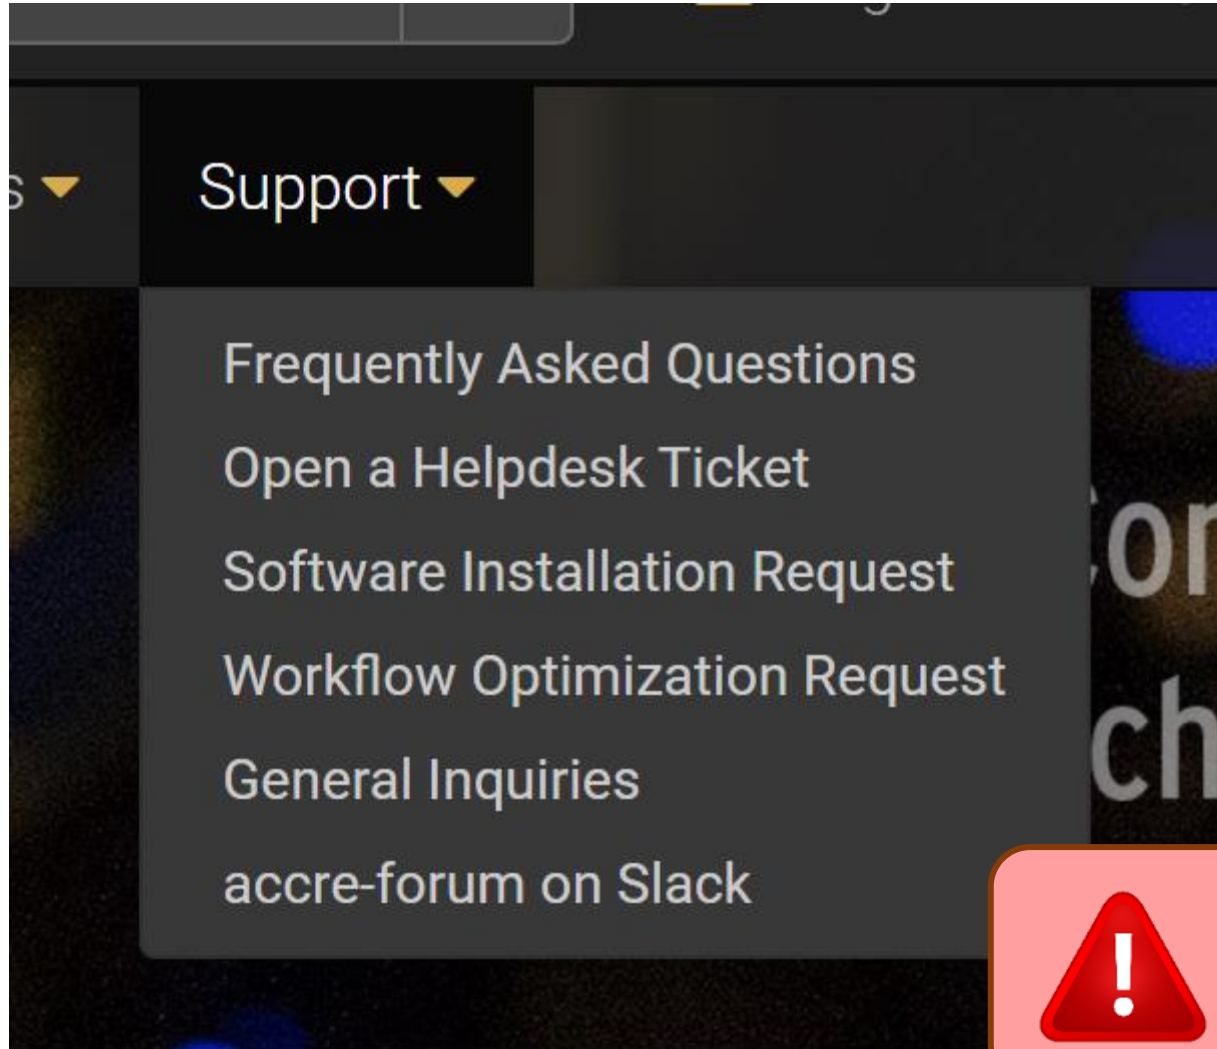 Support
Frequently Asked Questions
Open a Helpdesk Ticket
Software Installation Request
Workflow Optimization Request
General Inquiries
accre-forum on Slack
!